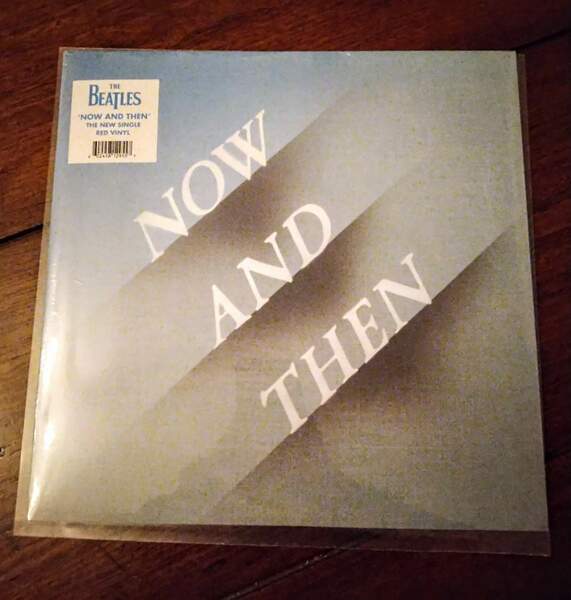 THE
BEATLES
'NOW AND THEN'
THE NEW SINGLE
RED VINYL
NOW
AND
THEN